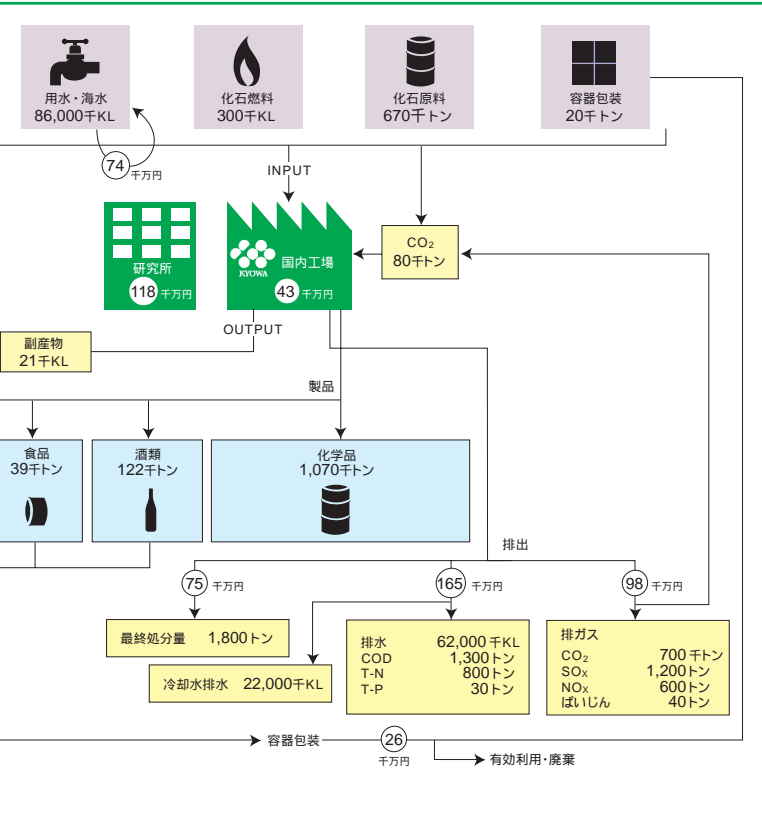 用水・海水
86,000千KL
化石燃料
300千KL
化石原料
670千トン
容器包装
20千トン
74 千万円
INPUT
研究所
118 千万円
KYOWA
国内工場
43 千万円
CO₂
80千トン
OUTPUT
副産物
21千KL
製品
食品
39千トン
酒類
122千トン
化学品
1,070千トン
排出
75 千万円
165 千万円
98 千万円
最終処分量 1,800トン
冷却水排水 22,000千KL
排水 62,000千KL
COD 1,300トン
T-N 800トン
T-P 30トン
排ガス
CO₂ 700千トン
SOx 1,200トン
NOx 600トン
ばいじん 40トン
容器包装
26
千万円
有効利用・廃棄